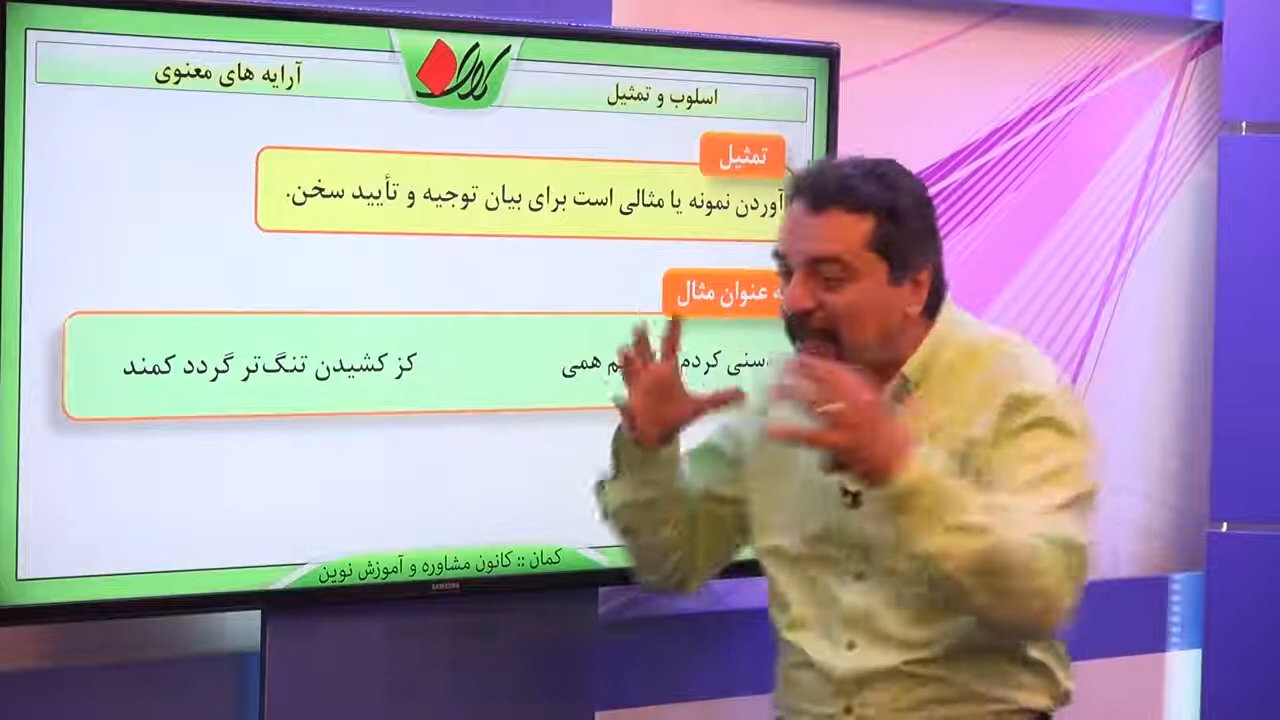 اسلوب و تمثیل
آرایه های معنوی
تمثیل
آوردن نمونه یا مثالی است برای بیان توجیه و تأیید سخن.
عنوان مثال
کردم همی
کز کشیدن تنگ‌تر گردد کمند
کمان :: کانون مشاوره و آموزش نوین
SAMSUNG